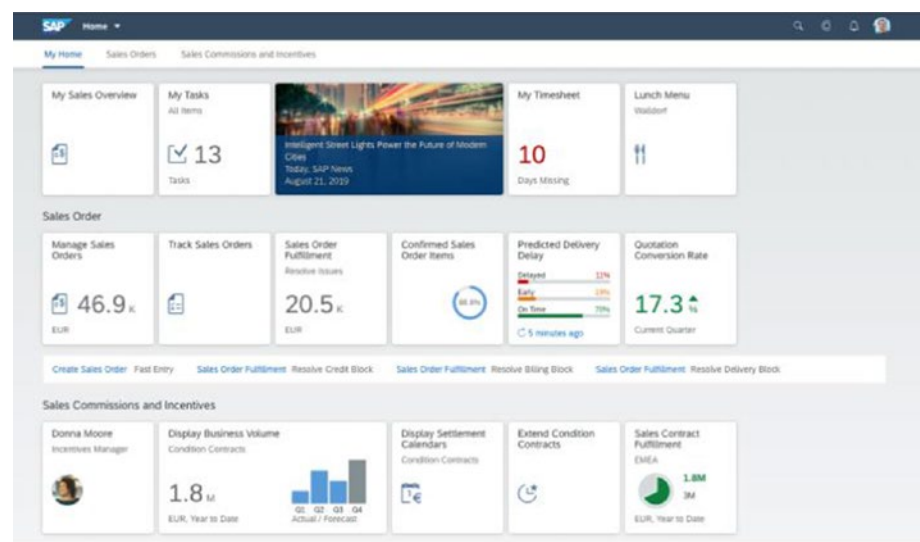 SAP Home
My Home Sales Orders Sales Commissions and Incentives
My Sales Overview
My Tasks
All Items
13
Tasks
Intelligent Street Lights Power the Future of Modern
Cities
Today, SAP News
August 21, 2019
My Timesheet
10
Days Missing
Lunch Menu
Walldorf
Sales Order
Manage Sales
Orders
46.9 K
EUR
Track Sales Orders
Sales Order
Fulfillment
Resolve Issues
20.5 K
EUR
Confirmed Sales
Order Items
Predicted Delivery
Delay
Delayed 11%
Early
On Time 70%
5 minutes ago
Quotation
Conversion Rate
17.3 %
Current Quarter
Create Sales Order Fast Entry Sales Order Fulfillment Resolve Credit Block Sales Order Fulfillment Resolve Billing Block Sales Order Fulfillment Resolve Delivery Block
Sales Commissions and Incentives
Donna Moore
Incentives Manager
Display Business Volume
Condition Contracts
1.8 M
EUR, Year to Date
Q1 Q2 Q3 Q4
Actual / Forecast
Display Settlement
Calendars
Condition Contracts
Extend Condition
Contracts
Sales Contract
Fulfillment
EMEA
1.8M
3M
EUR, Year to Date